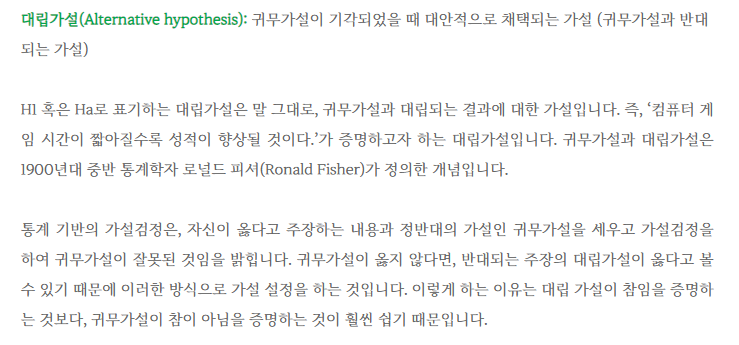 대립가설(Alternative hypothesis): 귀무가설이 기각되었을 때 대안적으로 채택되는 가설 (귀무가설과 반대
되는 가설)
H1 혹은 Ha로 표기하는 대립가설은 말 그대로, 귀무가설과 대립되는 결과에 대한 가설입니다. 즉, ‘컴퓨터 게
임 시간이 짧아질수록 성적이 향상될 것이다.’가 증명하고자 하는 대립가설입니다. 귀무가설과 대립가설은
1900년대 중반 통계학자 로널드 피셔(Ronald Fisher)가 정의한 개념입니다.
통계 기반의 가설검정은, 자신이 옳다고 주장하는 내용과 정반대의 가설인 귀무가설을 세우고 가설검정을
하여 귀무가설이 잘못된 것임을 밝힙니다. 귀무가설이 옳지 않다면, 반대되는 주장의 대립가설이 옳다고 볼
수 있기 때문에 이러한 방식으로 가설 설정을 하는 것입니다. 이렇게 하는 이유는 대립 가설이 참임을 증명하
는 것보다, 귀무가설이 참이 아님을 증명하는 것이 훨씬 쉽기 때문입니다.